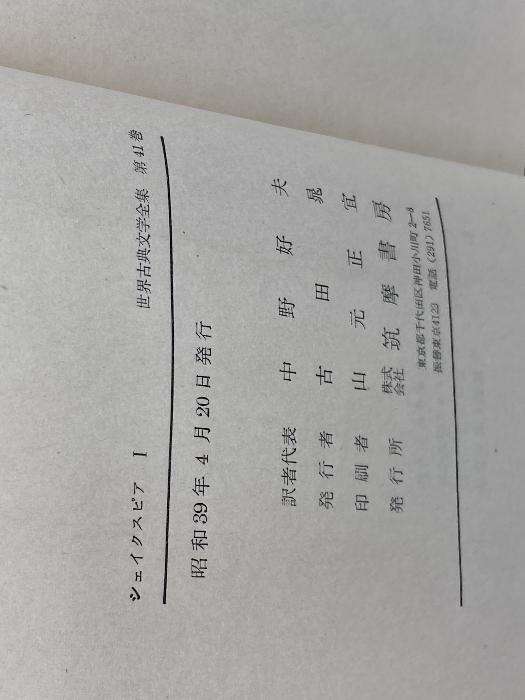 シェイクスピア Ⅰ 世界古典文学全集 第41巻
昭和39年4月20日発行
訳者代表 中野好夫
発行者 古田晁
印刷者 山元正宜
発行所 株式会社 筑摩書房
東京都千代田区神田小川町2—8
振替東京4123 電話(291)7651